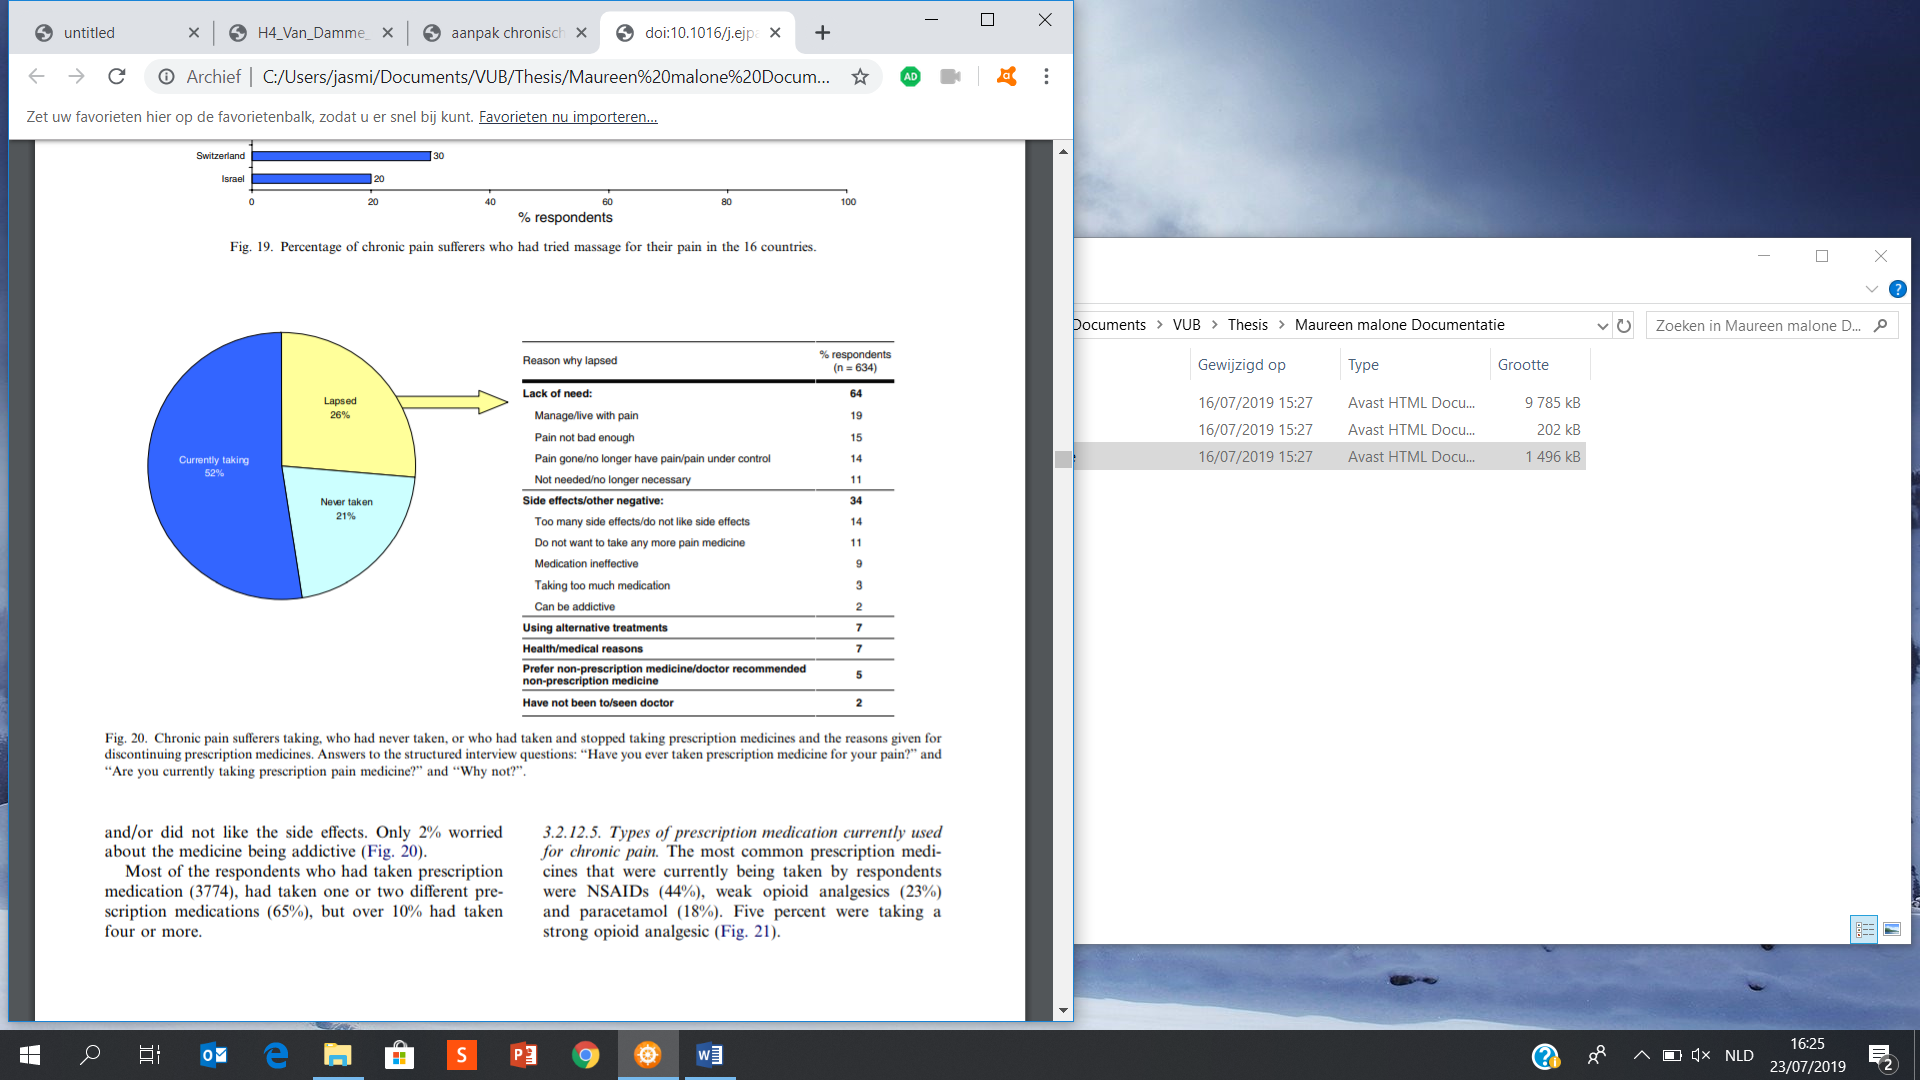 untitled
H4_Van_Damme_
aanpak chronisch
doi:10.1016/j.ejpa
Archief
C:/Users/jasmi/Documents/VUB/Thesis/Maureen%20malone%20Docum...
AD
Zet uw favorieten hier op de favorietenbalk, zodat u er snel bij kunt. Favorieten nu importeren...
Switzerland 30
Israel 20
0 20 40 60 80 100
% respondents
Fig. 19. Percentage of chronic pain sufferers who had tried massage for their pain in the 16 countries.
Lapsed
26%
Currently taking
52%
Never taken
21%
Reason why lapsed
% respondents
(n = 634)
Lack of need: 64
Manage/live with pain 19
Pain not bad enough 15
Pain gone/no longer have pain/pain under control 14
Not needed/no longer necessary 11
Side effects/other negative: 34
Too many side effects/do not like side effects 14
Do not want to take any more pain medicine 11
Medication ineffective 9
Taking too much medication 3
Can be addictive 2
Using alternative treatments 7
Health/medical reasons 7
Prefer non-prescription medicine/doctor recommended
non-prescription medicine 5
Have not been to/seen doctor 2
Fig. 20. Chronic pain sufferers taking, who had never taken, or who had taken and stopped taking prescription medicines and the reasons given for
discontinuing prescription medicines. Answers to the structured interview questions: “Have you ever taken prescription medicine for your pain?” and
“Are you currently taking prescription pain medicine?” and “Why not?”.
and/or did not like the side effects. Only 2% worried
about the medicine being addictive (Fig. 20).
Most of the respondents who had taken prescription
medication (3774), had taken one or two different pre-
scription medications (65%), but over 10% had taken
four or more.
3.2.12.5. Types of prescription medication currently used
for chronic pain. The most common prescription medi-
cines that were currently being taken by respondents
were NSAIDs (44%), weak opioid analgesics (23%)
and paracetamol (18%). Five percent were taking a
strong opioid analgesic (Fig. 21).
Documents > VUB > Thesis > Maureen malone Documentatie
Zoeken in Maureen malone D...
Gewijzigd op Type Grootte
16/07/2019 15:27 Avast HTML Docu... 9 785 kB
16/07/2019 15:27 Avast HTML Docu... 202 kB
e 16/07/2019 15:27 Avast HTML Docu... 1 496 kB
NLD
16:25
23/07/2019
2